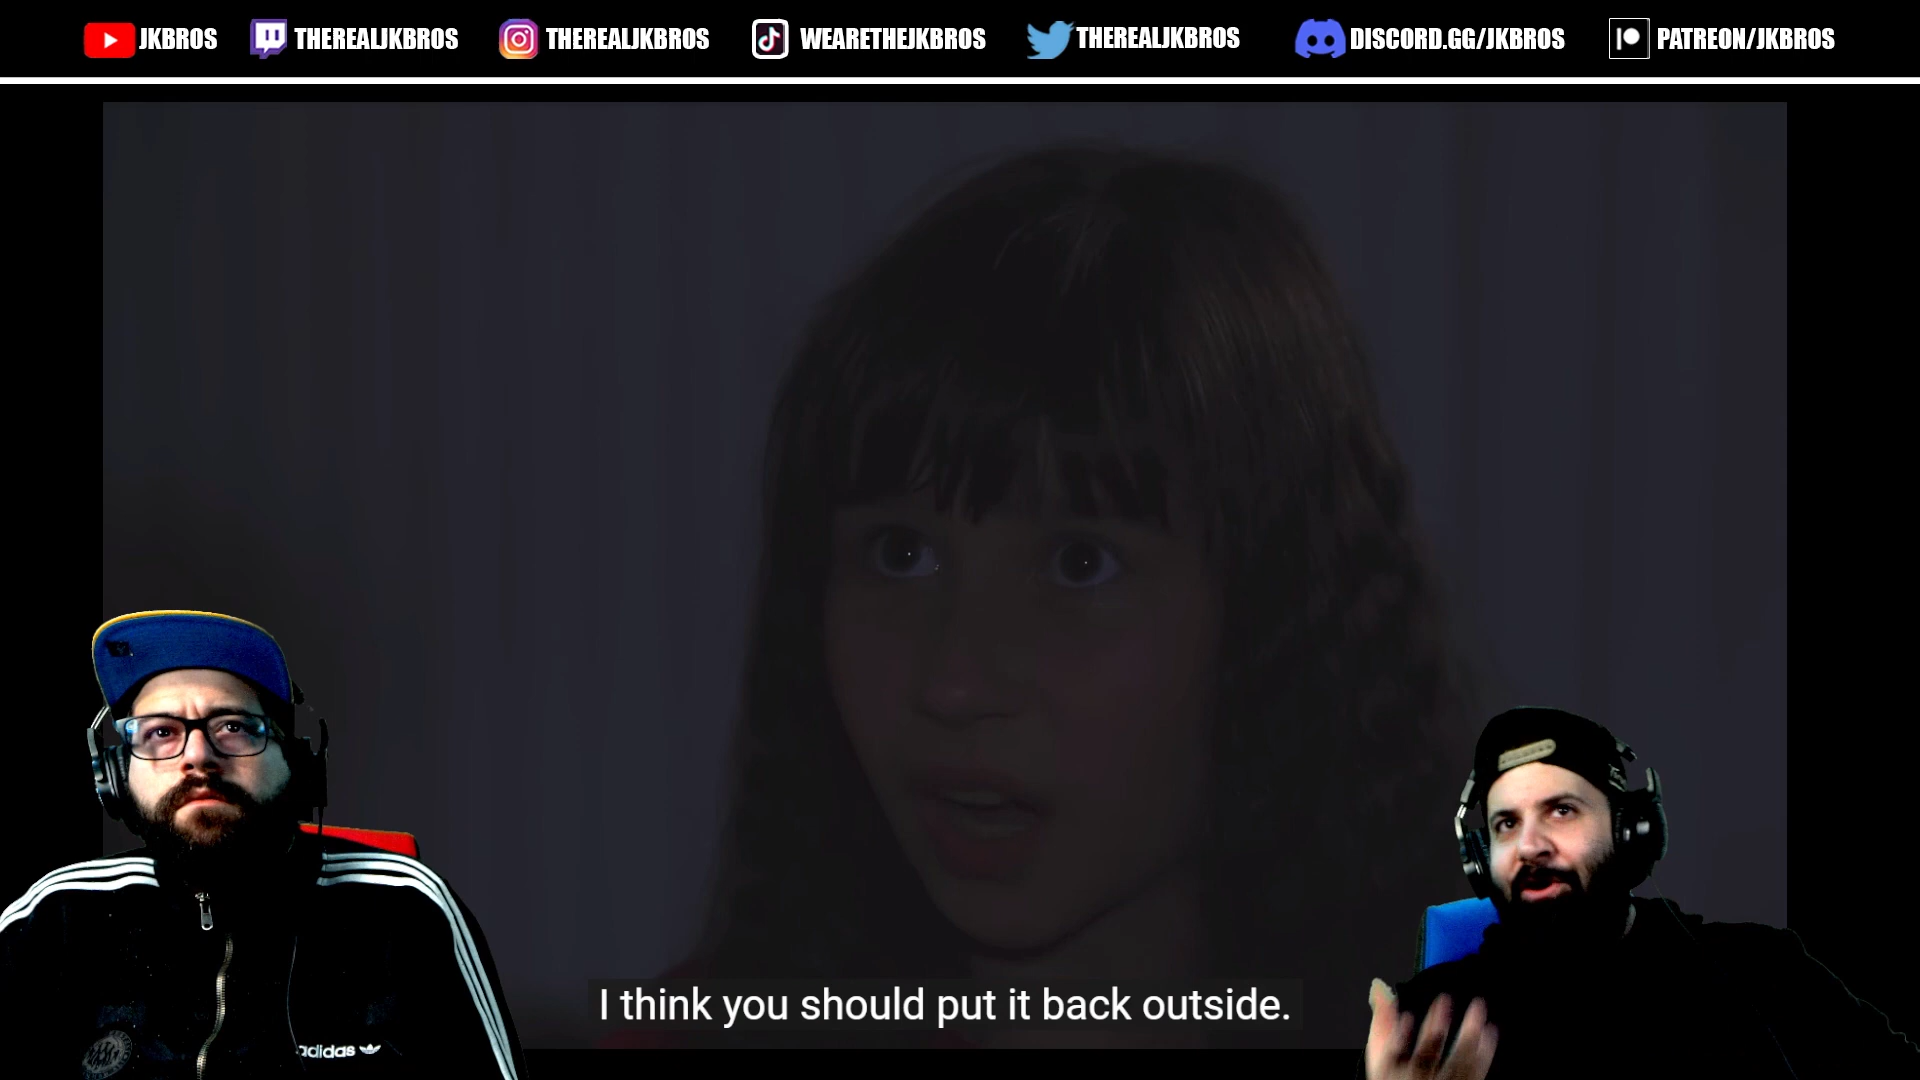 JKBROS THEREALJKBROS THEREALJKBROS WEARETHEJKBROS THEREALJKBROS DISCORD.GG/JKBROS PATREON/JKBROS
adidas
I think you should put it back outside.